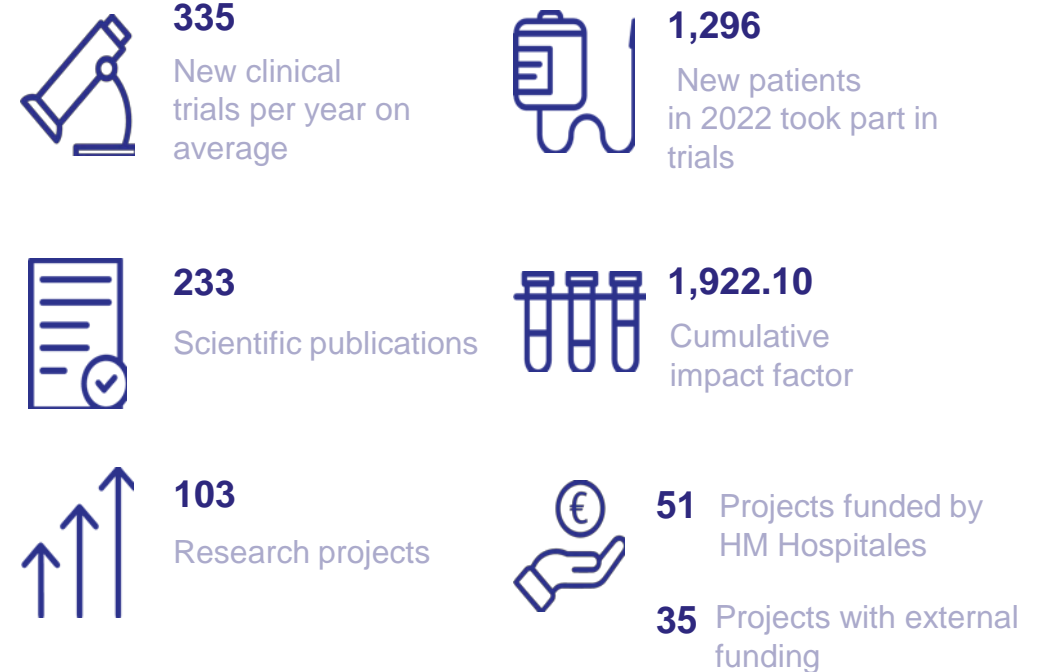 335
New clinical
trials per year on
average
1,296
New patients
in 2022 took part in
trials
233
Scientific publications
1,922.10
Cumulative
impact factor
103
Research projects
€
51 Projects funded by
HM Hospitales
35 Projects with external
funding